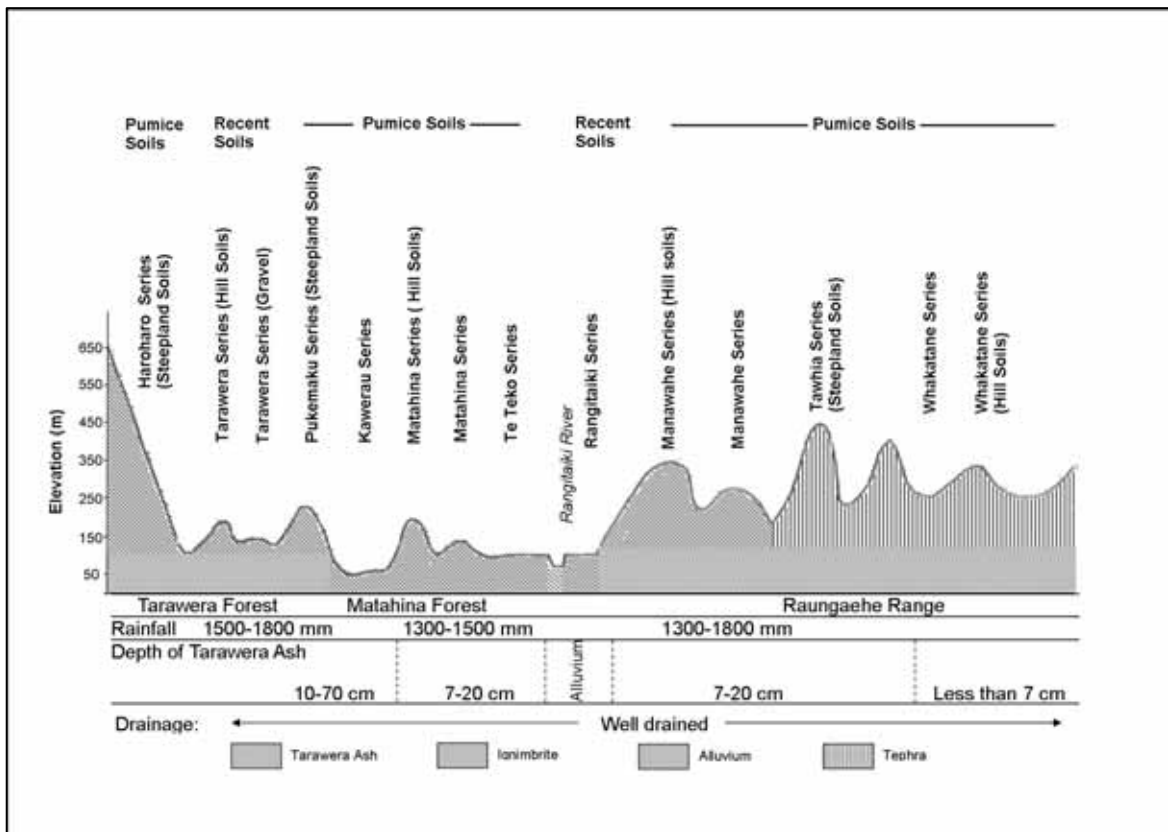 Pumice
Soils
Recent
Soils
Pumice Soils
Recent
Soils
Pumice Soils
Haroharo Series
(Steepland Soils)
Tarawera Series (Hill Soils)
Tarawera Series (Gravel)
Pukemaku Series (Steepland Soils)
Kawerau Series
Matahina Series ( Hill Soils)
Matahina Series
Te Teko Series
Rangitaiki River
Rangitaiki Series
Manawahe Series (Hill soils)
Manawahe Series
Tawhia Series
(Steepland Soils)
Whakatane Series
Whakatane Series
(Hill Soils)
Elevation (m)
650
550
450
350
250
150
50
Tarawera Forest Matahina Forest Raungaehe Range
Rainfall 1500-1800 mm 1300-1500 mm 1300-1800 mm
Depth of Tarawera Ash
10-70 cm 7-20 cm Alluvium 7-20 cm Less than 7 cm
Drainage: Well drained
Tarawera Ash Ionimbrite Alluvium Tephra